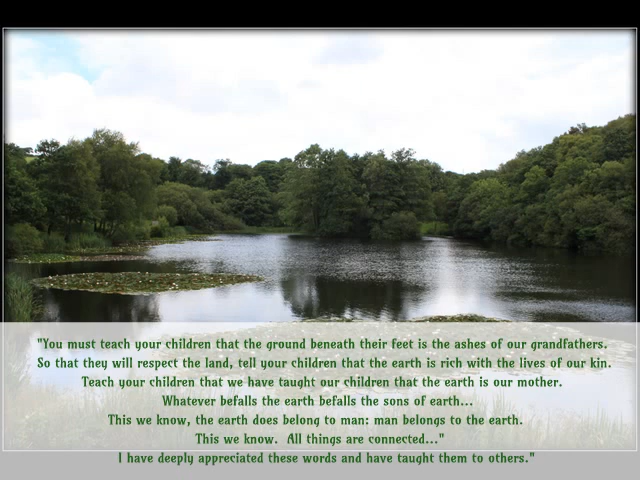 "You must teach your children that the ground beneath their feet is the ashes of our grandfathers.
So that they will respect the land, tell your children that the earth is rich with the lives of our kin.
Teach your children that we have taught our children that the earth is our mother.
Whatever befalls the earth befalls the sons of earth...
This we know, the earth does belong to man: man belongs to the earth.
This we know.  All things are connected..."
I have deeply appreciated these words and have taught them to others."